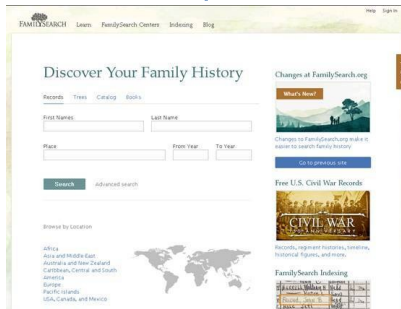 Help Sign In
FAMILYSEARCH Learn FamilySearch Centers Indexing Blog
Discover Your Family History
Records Trees Catalog Books
First Names Last Name
Place From Year To Year
Search Advanced search
Browse by Location
Africa
Asia and Middle East
Australia and New Zealand
Caribbean, Central and South
America
Europe
Pacific Islands
USA, Canada, and Mexico
Changes at FamilySearch.org
What's New?
Changes to FamilySearch.org make it
easier to search family history
Go to previous site
Free U.S. Civil War Records
CIVIL WAR
ANNIVERSARY
Records, regiment histories, timeline,
historical figures, and more.
FamilySearch Indexing